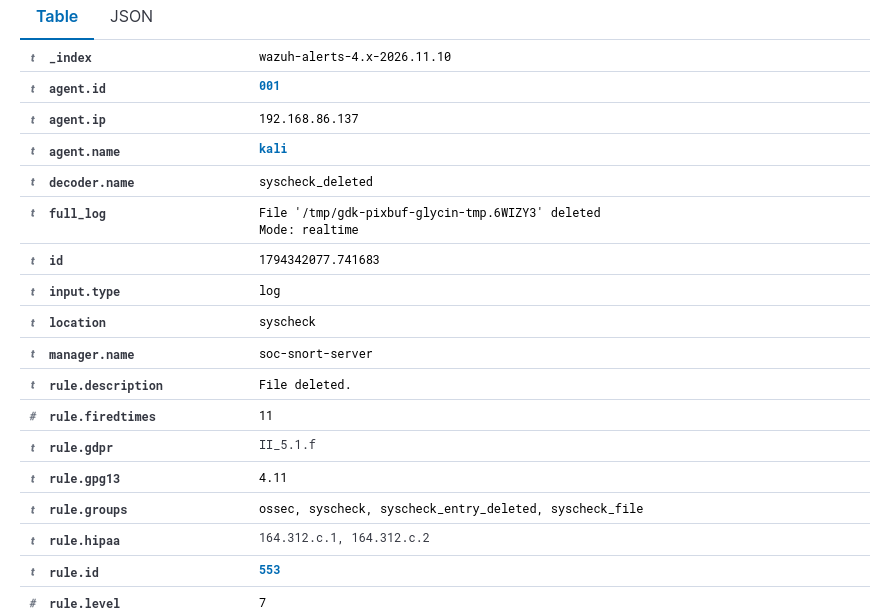 Table JSON
t _index wazuh-alerts-4.x-2026.11.10
t agent.id 001
t agent.ip 192.168.86.137
t agent.name kali
t decoder.name syscheck_deleted
t full_log File '/tmp/gdk-pixbuf-glycin-tmp.6WIZY3' deleted
Mode: realtime
t id 1794342077.741683
t input.type log
t location syscheck
t manager.name soc-snort-server
t rule.description File deleted.
# rule.firedtimes 11
t rule.gdpr II_5.1.f
t rule.gpg13 4.11
t rule.groups ossec, syscheck, syscheck_entry_deleted, syscheck_file
t rule.hipaa 164.312.c.1, 164.312.c.2
t rule.id 553
# rule.level 7